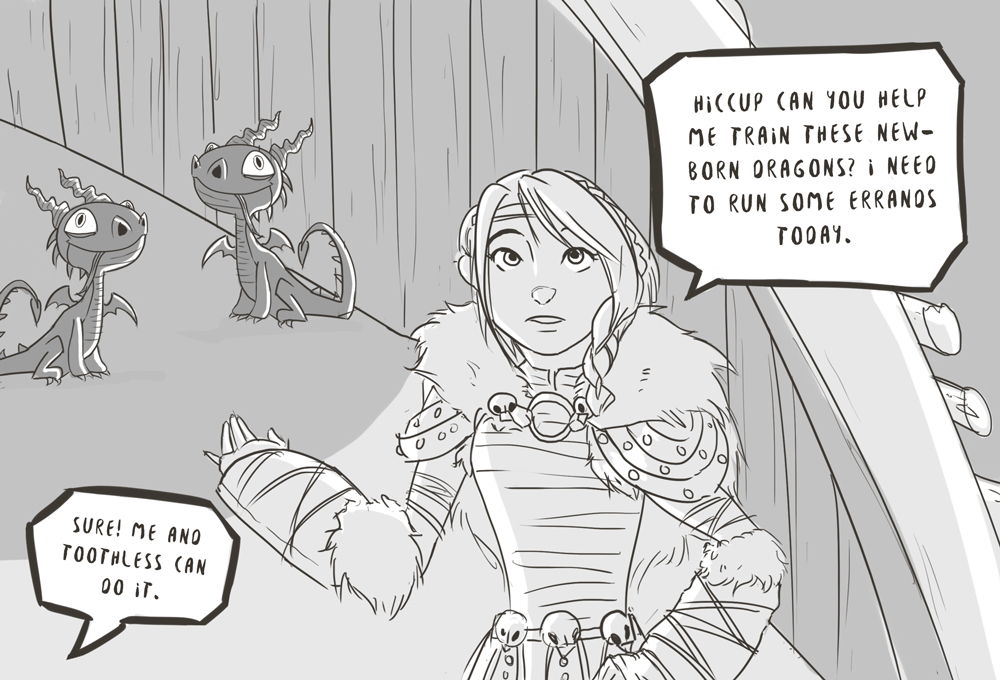 HiCCUP CAN YOU HELP
ME TRAiN THESE NEW-
BORN DRAGONS? i NEED
TO RUN SOME ERRANDS
TODAY.
SURE! ME AND
TOOTHLESS CAN
DO iT.